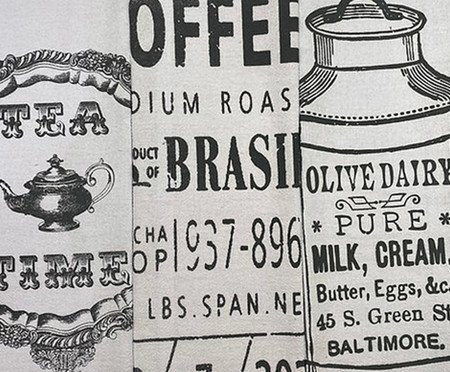 TEA
TIME
OFFEE
DIUM ROAS
DUCT
OF
BRASI
CHA
OP
937-896
LBS.SPAN.NE
OLIVE DAIRY
* PURE *
MILK, CREAM.
Butter, Eggs, &c.
45 S. Green St
BALTIMORE.